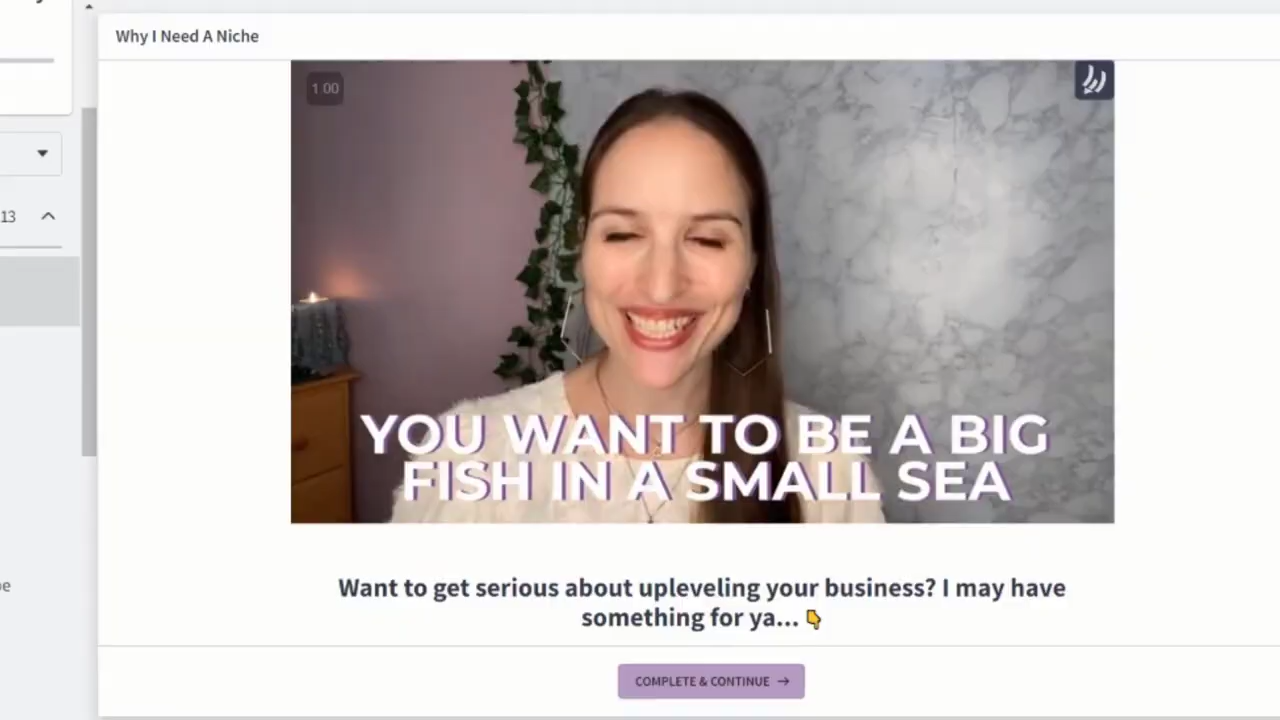 Why I Need A Niche
1 00
13
YOU WANT TO BE A BIG
FISH IN A SMALL SEA
Want to get serious about upleveling your business? I may have
something for ya... 👇
COMPLETE & CONTINUE →